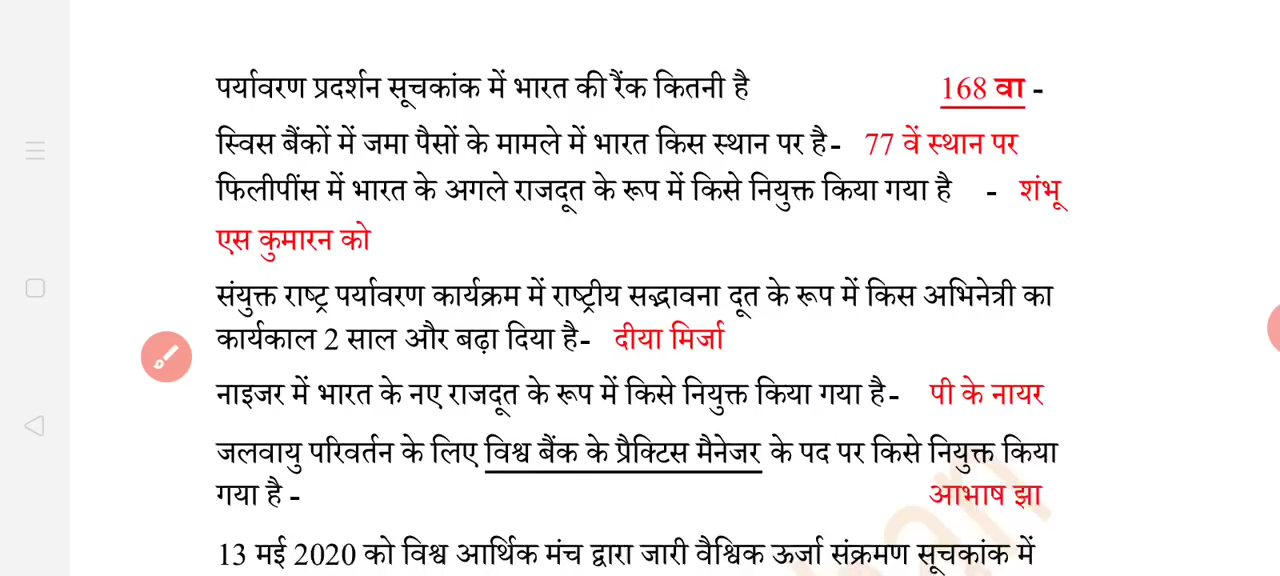 पर्यावरण प्रदर्शन सूचकांक में भारत की रैंक कितनी है 168 वा -
स्विस बैंकों में जमा पैसों के मामले में भारत किस स्थान पर है- 77 वें स्थान पर
फिलीपींस में भारत के अगले राजदूत के रूप में किसे नियुक्त किया गया है - शंभू
एस कुमारन को
संयुक्त राष्ट्र पर्यावरण कार्यक्रम में राष्ट्रीय सद्भावना दूत के रूप में किस अभिनेत्री का
कार्यकाल 2 साल और बढ़ा दिया है- दीया मिर्जा
नाइजर में भारत के नए राजदूत के रूप में किसे नियुक्त किया गया है- पी के नायर
जलवायु परिवर्तन के लिए विश्व बैंक के प्रैक्टिस मैनेजर के पद पर किसे नियुक्त किया
गया है - आभाष झा
13 मई 2020 को विश्व आर्थिक मंच द्वारा जारी वैश्विक ऊर्जा संक्रमण सूचकांक में